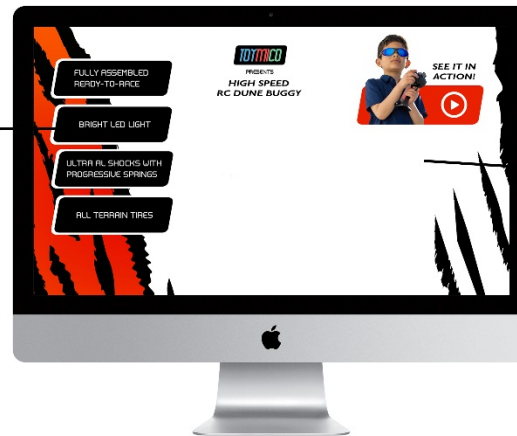 FULLY ASSEMBLED
READY-TO-RACE
BRIGHT LED LIGHT
ULTRA AL SHOCKS WITH
PROGRESSIVE SPRINGS
ALL TERRAIN TIRES
TOYMICO
PRESENTS
HIGH SPEED
RC DUNE BUGGY
SEE IT IN
ACTION!